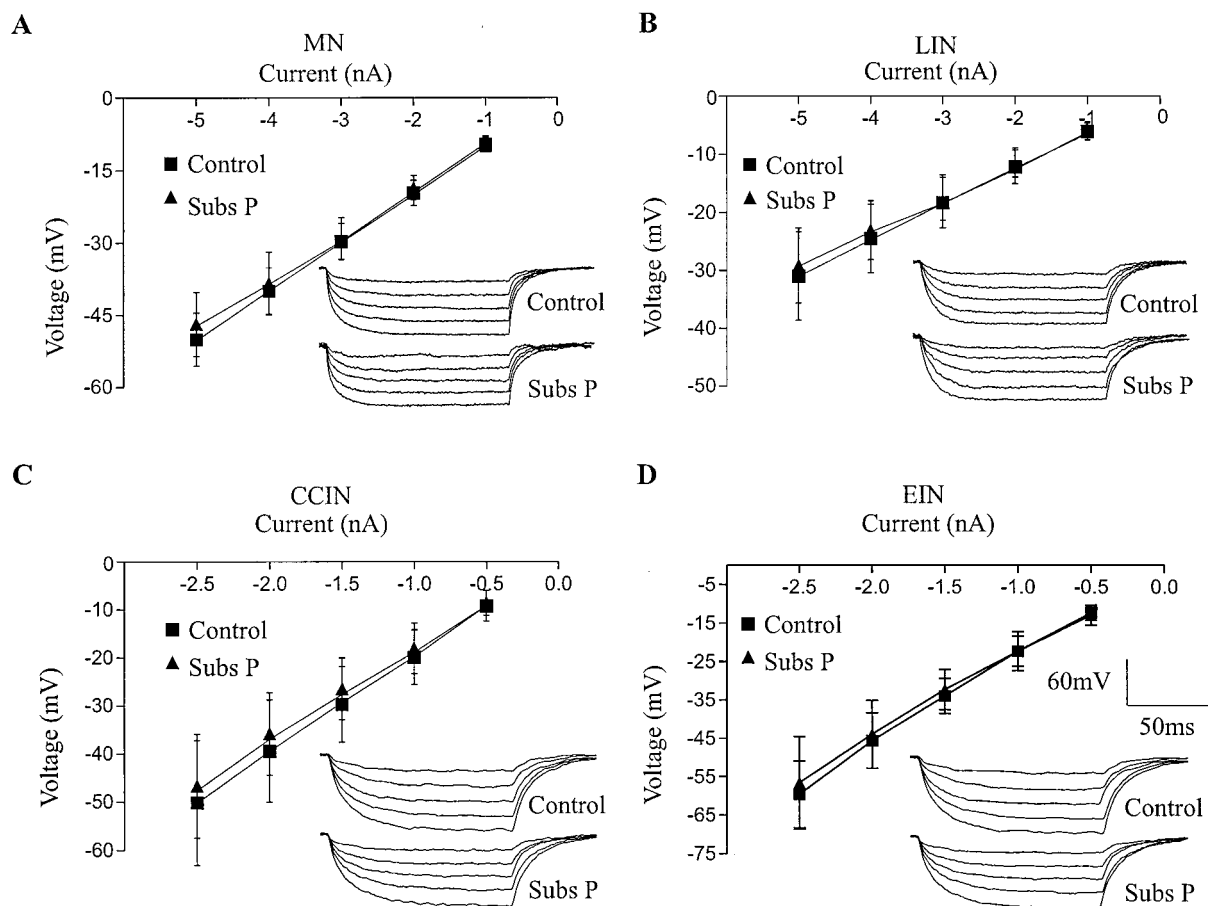 A
MN
Current (nA)
0
-5 -4 -3 -2 -1 0
-15
-30
-45
-60
Voltage (mV)
Control
Subs P
Control
Subs P
B
LIN
Current (nA)
0
-5 -4 -3 -2 -1 0
-10
-20
-30
-40
-50
Voltage (mV)
Control
Subs P
Control
Subs P
C
CCIN
Current (nA)
0
-2.5 -2.0 -1.5 -1.0 -0.5 0.0
-10
-20
-30
-40
-50
-60
Voltage (mV)
Control
Subs P
Control
Subs P
D
EIN
Current (nA)
-5
-2.5 -2.0 -1.5 -1.0 -0.5 0.0
-15
-25
-35
-45
-55
-65
-75
Voltage (mV)
Control
Subs P
60mV
50ms
Control
Subs P